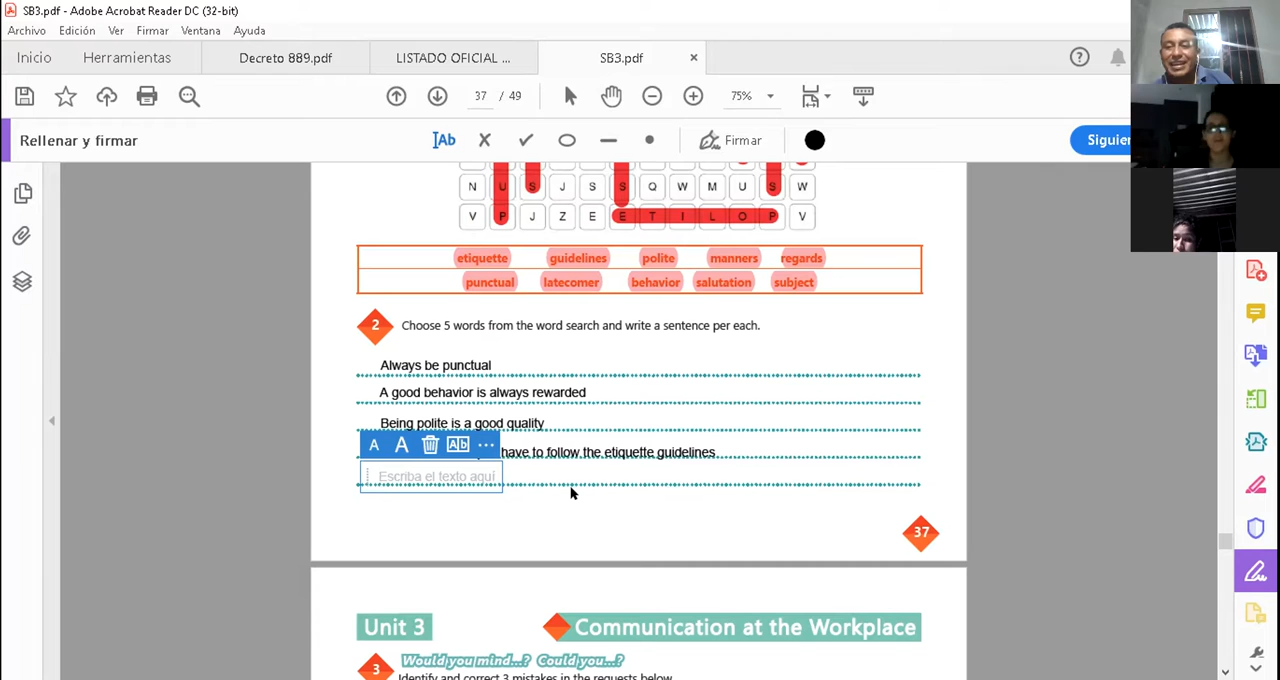 SB3.pdf - Adobe Acrobat Reader DC (32-bit)
Archivo Edición Ver Firmar Ventana Ayuda
Inicio Herramientas Decreto 889.pdf LISTADO OFICIAL ... SB3.pdf ×
37 / 49 75%
Rellenar y firmar Ab Firmar Siguien
N U S J S S Q W M U S W
V P J Z E E T I L O P V
etiquette guidelines polite manners regards
punctual latecomer behavior salutation subject
2 Choose 5 words from the word search and write a sentence per each.
Always be punctual
A good behavior is always rewarded
Being polite is a good quality
A A Ab ...
have to follow the etiquette guidelines.
Escriba el texto aquí
37
Unit 3 Communication at the Workplace
3 Would you mind...? Could you...?
Identify and correct 3 mistakes in the requests below